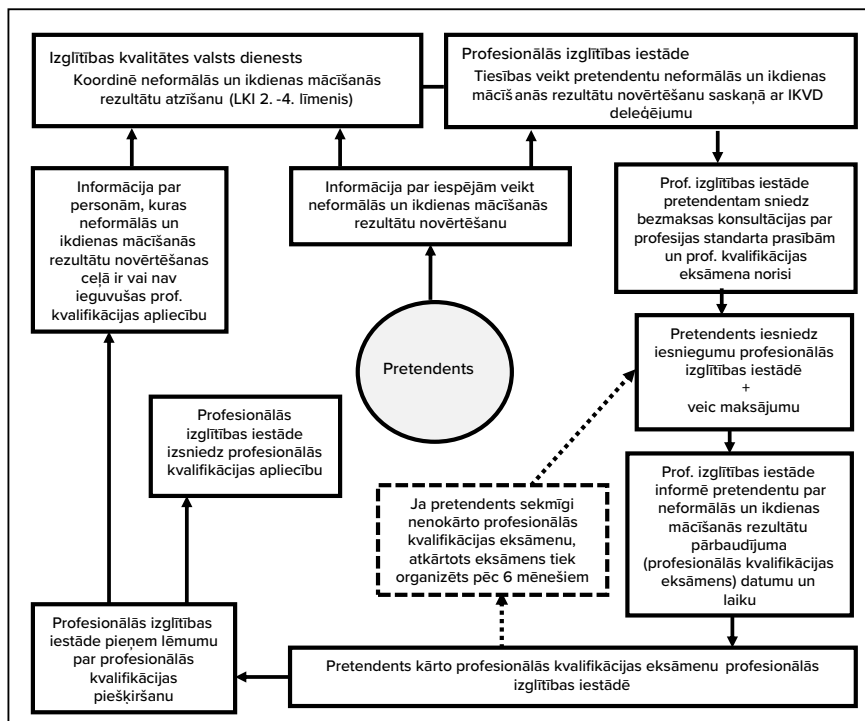 Izglītības kvalitātes valsts dienests
Koordinē neformālās un ikdienas mācīšanās
rezultātu atzīšanu (LKI 2. -4. līmenis)
Profesionālās izglītības iestāde
Tiesības veikt pretendentu neformālās un ikdienas
mācīšanās rezultātu novērtēšanu saskaņā ar IKVD
deleģējumu
Informācija par
personām, kuras
neformālās un
ikdienas mācīšanās
rezultātu novērtēšanas
ceļā ir vai nav
ieguvušas prof.
kvalifikācijas apliecību
Informācija par iespējām veikt
neformālās un ikdienas mācīšanās
rezultātu novērtēšanu
Prof. izglītības iestāde
pretendentam sniedz
bezmaksas konsultācijas par
profesijas standarta prasībām
un prof. kvalifikācijas
eksāmena norisi
Pretendents
Pretendents iesniedz
iesniegumu profesionālās
izglītības iestādē
+
veic maksājumu
Profesionālās
izglītības iestāde
izsniedz profesionālās
kvalifikācijas apliecību
Ja pretendents sekmīgi
nenokārto profesionālās
kvalifikācijas eksāmenu,
atkārtots eksāmens tiek
organizēts pēc 6 mēnešiem
Prof. izglītības iestāde
informē pretendentu par
neformālās un ikdienas
mācīšanās rezultātu
pārbaudījuma
(profesionālās kvalifikācijas
eksāmens) datumu un
laiku
Profesionālās izglītības
iestāde pieņem lēmumu
par profesionālās
kvalifikācijas
piešķiršanu
Pretendents kārto profesionālās kvalifikācijas eksāmenu profesionālās
izglītības iestādē